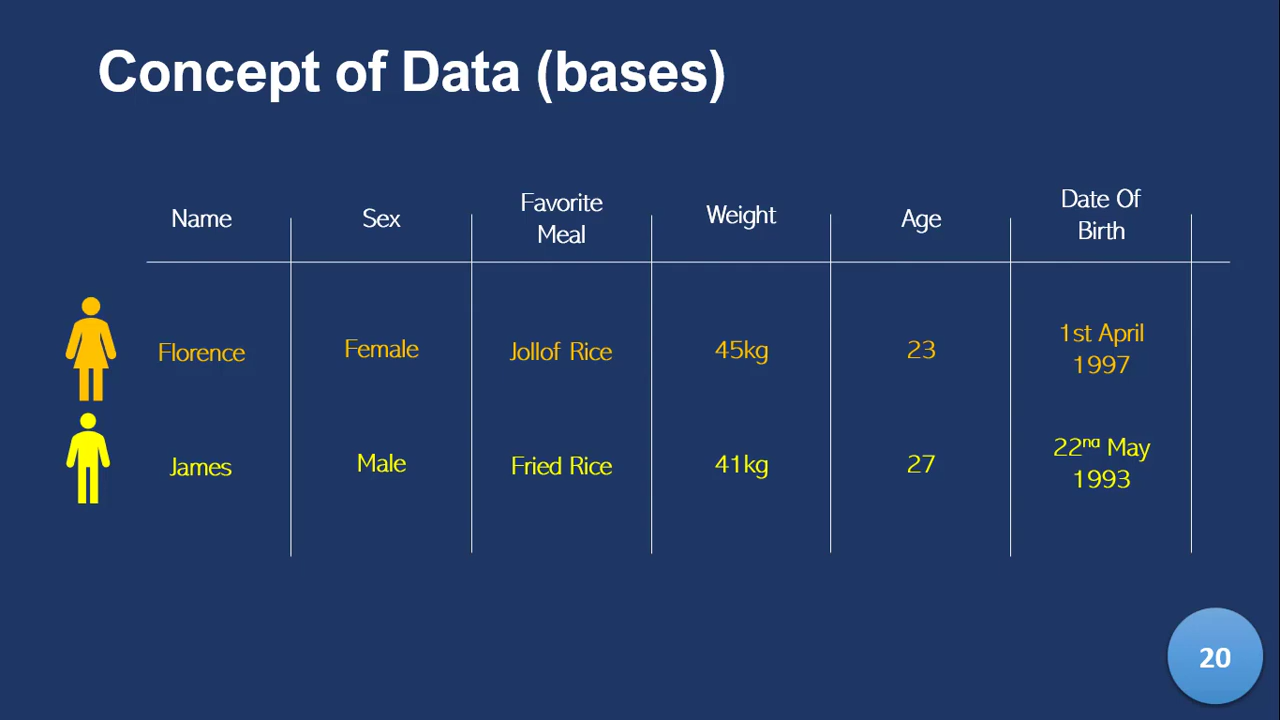 Concept of Data (bases)
Name Sex Favorite Meal Weight Age Date Of Birth
Florence Female Jollof Rice 45kg 23 1st April 1997
James Male Fried Rice 41kg 27 22nd May 1993
20